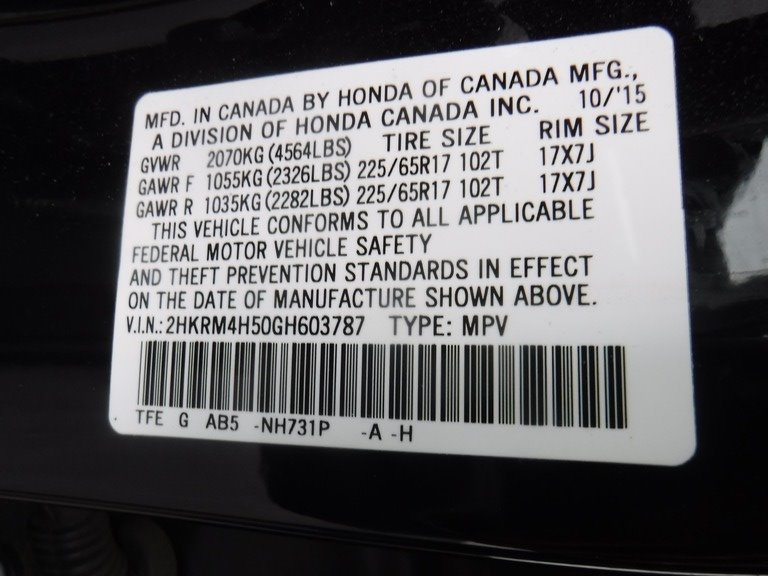 MFD. IN CANADA BY HONDA OF CANADA MFG.,
A DIVISION OF HONDA CANADA INC. 10/'15
GVWR 2070KG (4564LBS) TIRE SIZE RIM SIZE
GAWR F 1055KG (2326LBS) 225/65R17 102T 17X7J
GAWR R 1035KG (2282LBS) 225/65R17 102T 17X7J
THIS VEHICLE CONFORMS TO ALL APPLICABLE
FEDERAL MOTOR VEHICLE SAFETY
AND THEFT PREVENTION STANDARDS IN EFFECT
ON THE DATE OF MANUFACTURE SHOWN ABOVE.
V.I.N.: 2HKRM4H50GH603787 TYPE: MPV
TFE G AB5 -NH731P -A -H